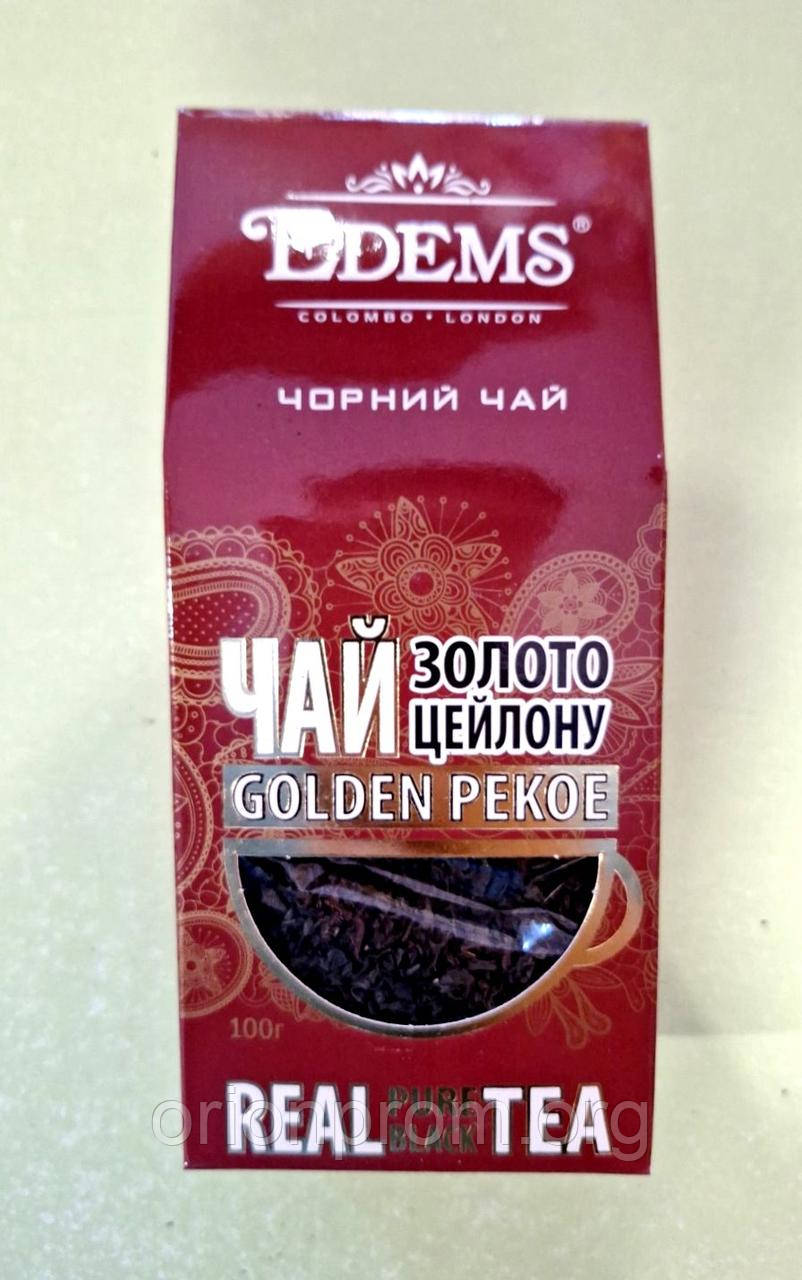 EDEMS®
COLOMBO • LONDON
ЧОРНИЙ ЧАЙ
ЧАЙ ЗОЛОТО
ЦЕЙЛОНУ
GOLDEN PEKOE
100г
REAL PURE BLACK TEA
orionprom.org